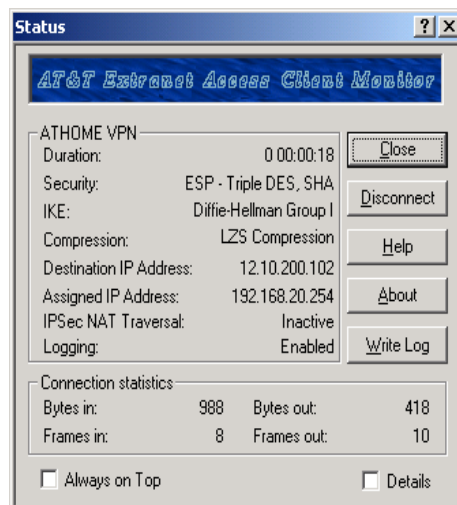 Status
AT&T Extranet Access Client Monitor
ATHOME VPN
Duration: 0 00:00:18
Security: ESP - Triple DES, SHA
IKE: Diffie-Hellman Group I
Compression: LZS Compression
Destination IP Address: 12.10.200.102
Assigned IP Address: 192.168.20.254
IPSec NAT Traversal: Inactive
Logging: Enabled
Close
Disconnect
Help
About
Write Log
Connection statistics
Bytes in: 988 Bytes out: 418
Frames in: 8 Frames out: 10
Always on Top Details